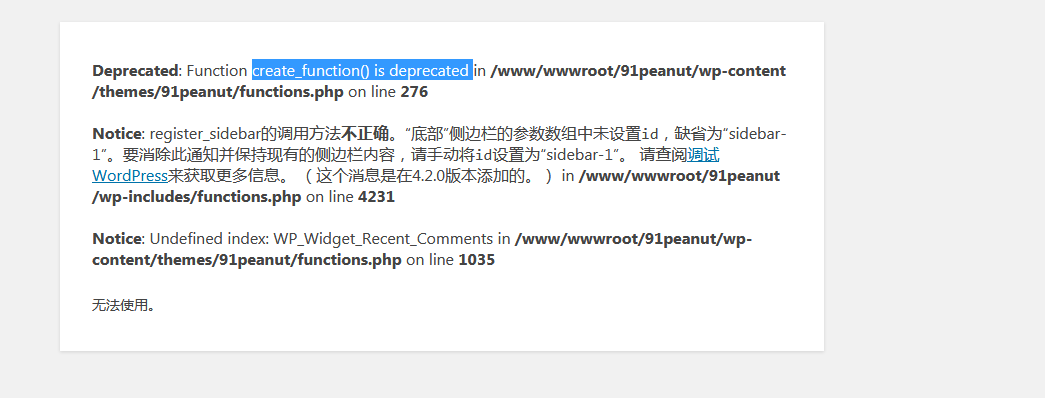 Deprecated: Function create_function() is deprecated in /www/wwwroot/91peanut/wp-content
/themes/91peanut/functions.php on line 276
Notice: register_sidebar的调用方法不正确。“底部”侧边栏的参数数组中未设置id，缺省为“sidebar-
1”。要消除此通知并保持现有的侧边栏内容，请手动将id设置为“sidebar-1”。 请查阅调试
WordPress来获取更多信息。 （这个消息是在4.2.0版本添加的。） in /www/wwwroot/91peanut
/wp-includes/functions.php on line 4231
Notice: Undefined index: WP_Widget_Recent_Comments in /www/wwwroot/91peanut/wp-
content/themes/91peanut/functions.php on line 1035
无法使用。